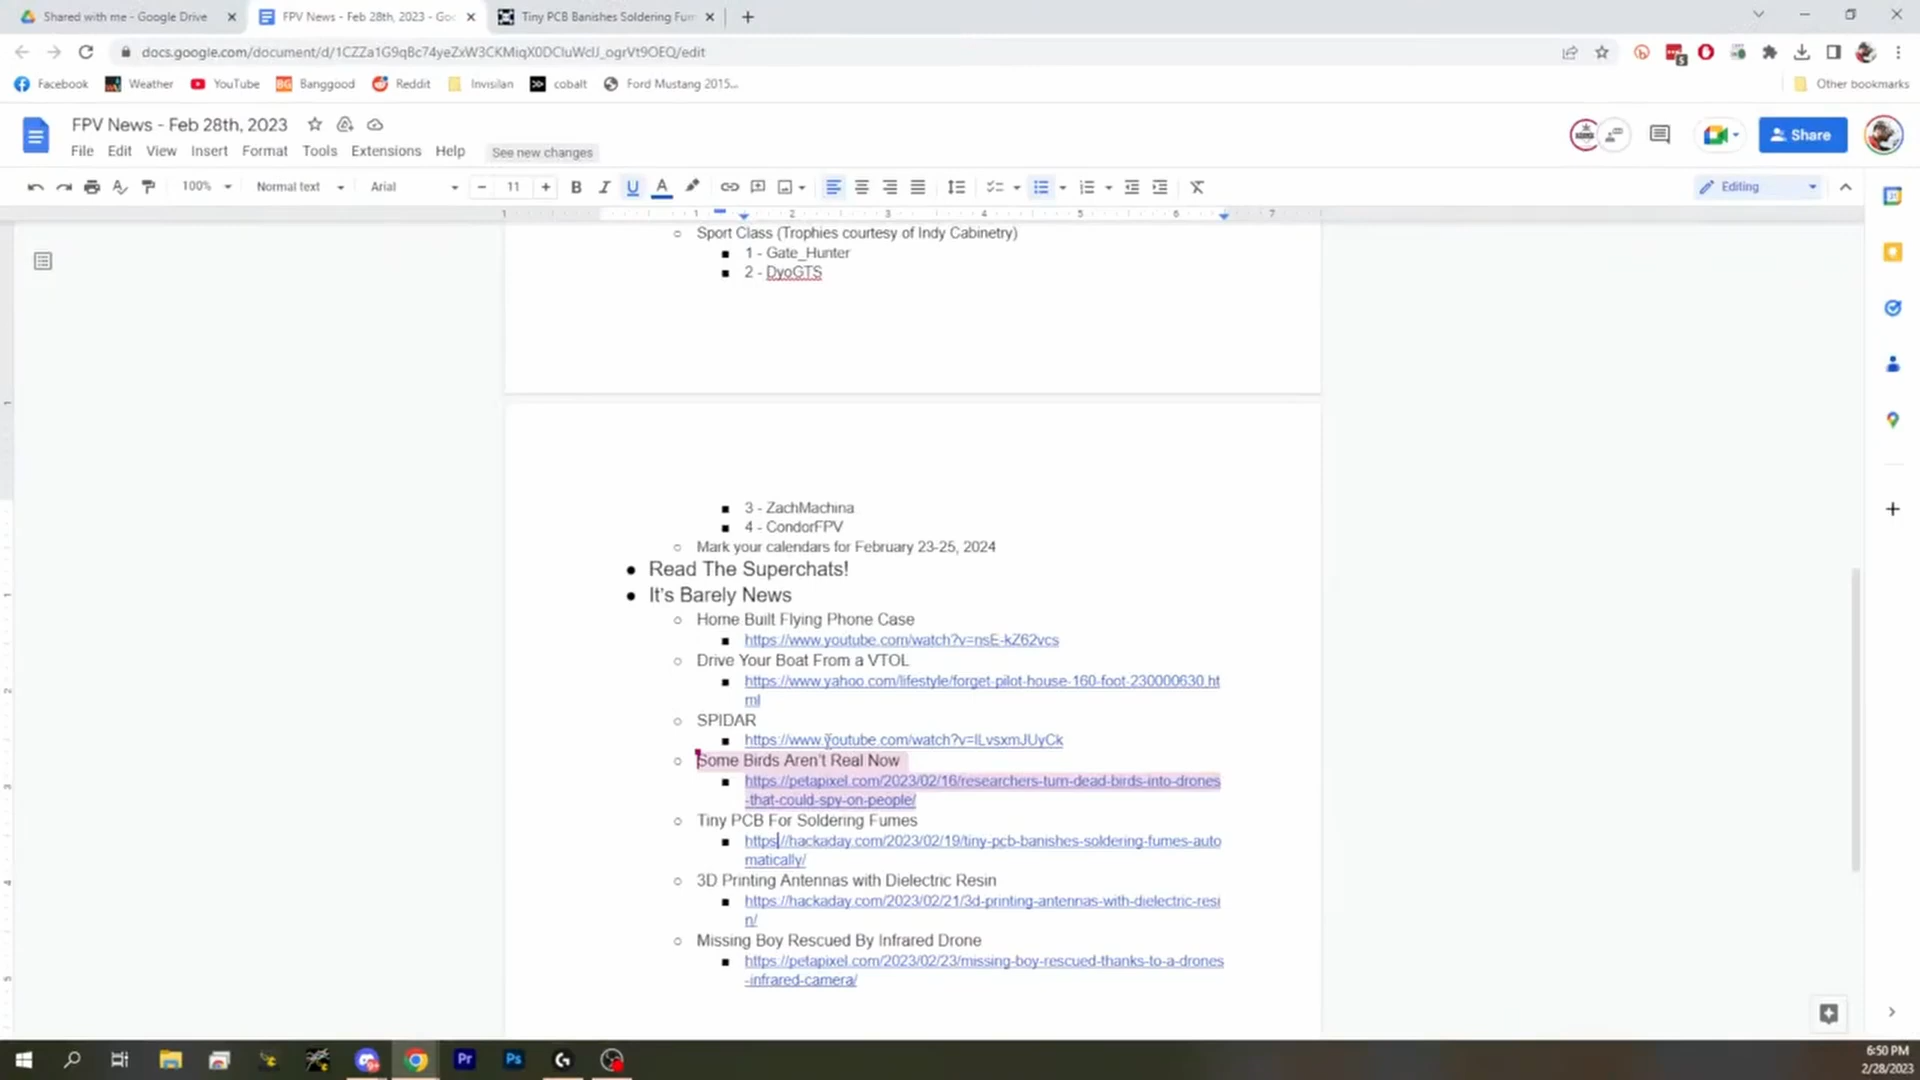 Shared with me - Google Drive
FPV News - Feb 28th, 2023 - Goo
Tiny PCB Banishes Soldering Fum
docs.google.com/document/d/1CZZa1G9qBc74yeZxW3CKMiqX0DCluWclJ_ogrVt9OEQ/edit
Facebook Weather YouTube Banggood Reddit Invisilan cobalt Ford Mustang 2015... Other bookmarks
FPV News - Feb 28th, 2023
File Edit View Insert Format Tools Extensions Help See new changes
Share
100% Normal text Arial 11 Editing
1 1 2 3 4 5 6 7
Sport Class (Trophies courtesy of Indy Cabinetry)
1 - Gate_Hunter
2 - DyoGTS
3 - ZachMachina
4 - CondorFPV
Mark your calendars for February 23-25, 2024
Read The Superchats!
It's Barely News
Home Built Flying Phone Case
https://www.youtube.com/watch?v=nsE-kZ62vcs
Drive Your Boat From a VTOL
https://www.yahoo.com/lifestyle/forget-pilot-house-160-foot-230000630.ht
ml
SPIDAR
https://www.youtube.com/watch?v=lLvsxmJUyCk
Some Birds Aren't Real Now
https://petapixel.com/2023/02/16/researchers-turn-dead-birds-into-drones
-that-could-spy-on-people/
Tiny PCB For Soldering Fumes
https://hackaday.com/2023/02/19/tiny-pcb-banishes-soldering-fumes-auto
matically/
3D Printing Antennas with Dielectric Resin
https://hackaday.com/2023/02/21/3d-printing-antennas-with-dielectric-resi
n/
Missing Boy Rescued By Infrared Drone
https://petapixel.com/2023/02/23/missing-boy-rescued-thanks-to-a-drones
-infrared-camera/
6:50 PM
2/28/2023